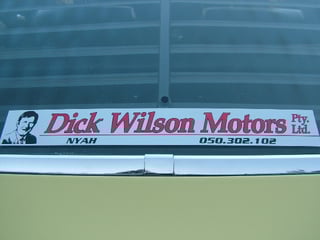 Dick Wilson Motors Pty. Ltd.
NYAH 050.302.102